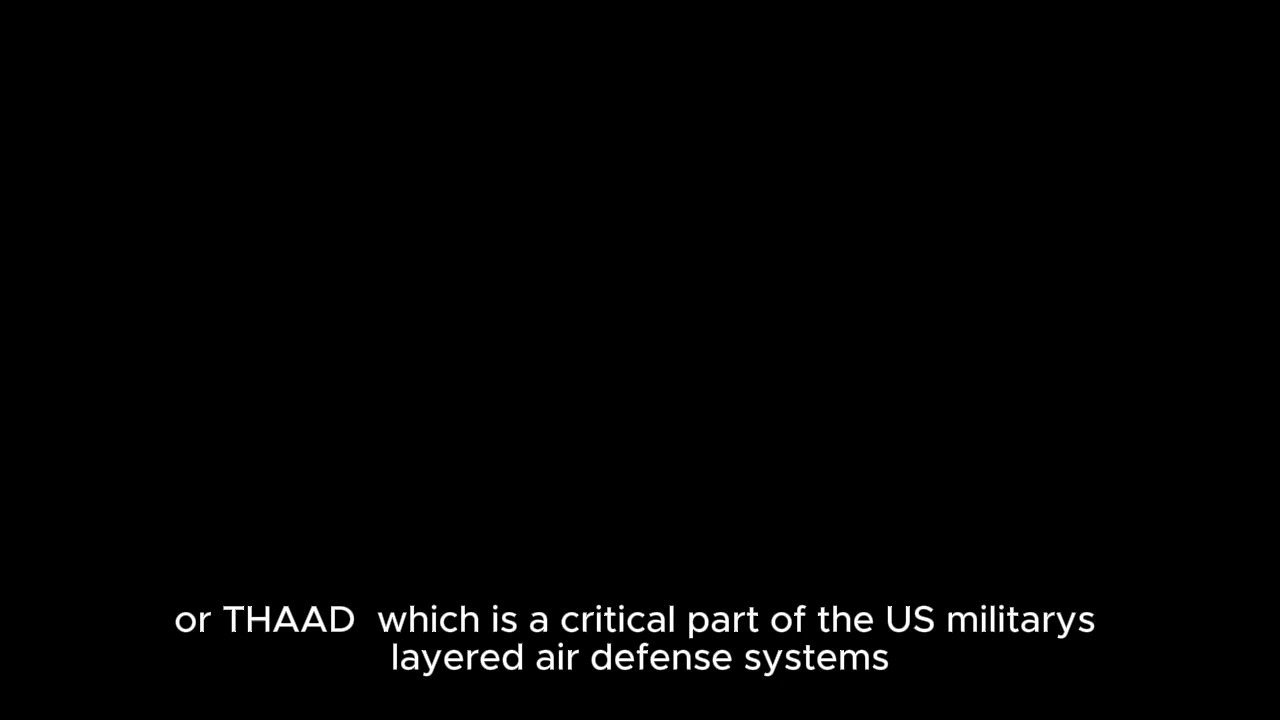 or THAAD  which is a critical part of the US militarys
layered air defense systems